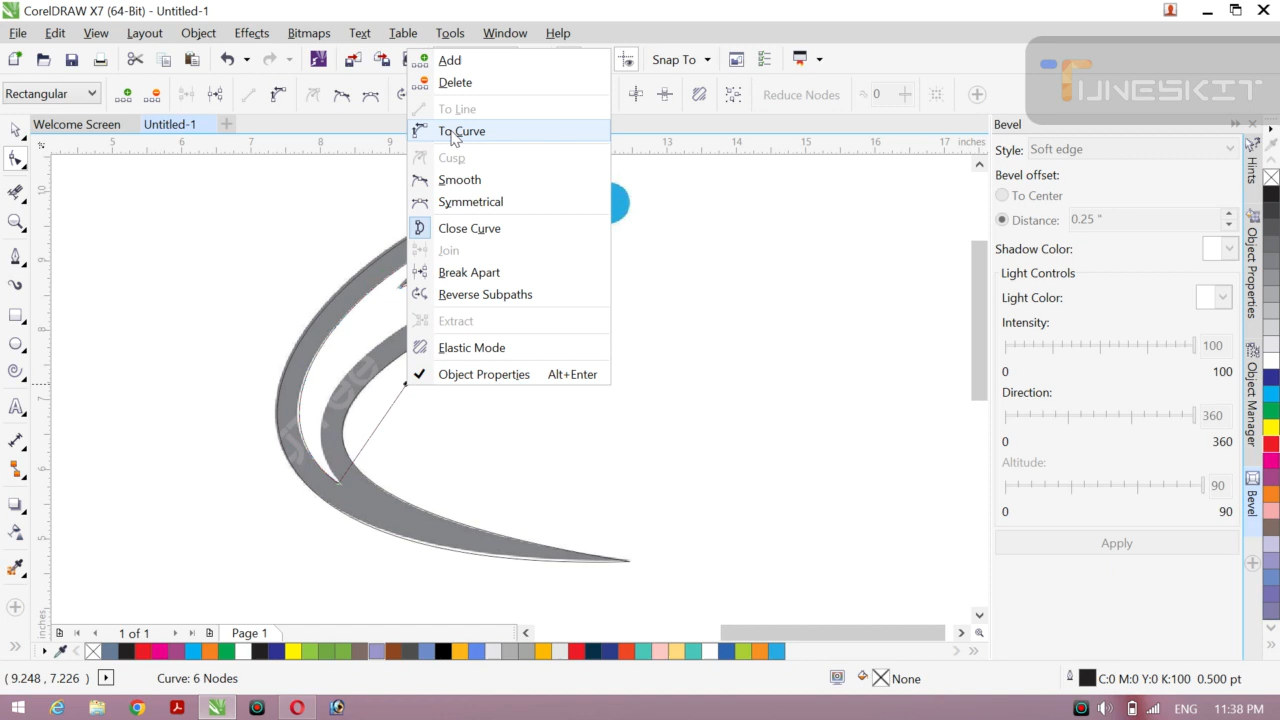 CorelDRAW X7 (64-Bit) - Untitled-1
File Edit View Layout Object Effects Bitmaps Text Table Tools Window Help
Snap To
TUNESKIT
Rectangular
Reduce Nodes
0
Welcome Screen
Untitled-1
Add
Delete
To Line
To Curve
Cusp
Smooth
Symmetrical
Close Curve
Join
Break Apart
Reverse Subpaths
Extract
Elastic Mode
Object Properties Alt+Enter
5 6 7 8 13 14 15 16 17 inches
10
9
8
7
6
5
inches
Bevel
Style: Soft edge
Bevel offset:
To Center
Distance: 0.25 "
Shadow Color:
Light Controls
Light Color:
Intensity:
100
0 100
Direction:
360
0 360
Altitude:
90
0 90
Apply
Hints
Object Properties
Object Manager
Bevel
1 of 1
Page 1
( 9.248 , 7.226 )
Curve: 6 Nodes
None
C:0 M:0 Y:0 K:100 0.500 pt
ENG 11:38 PM